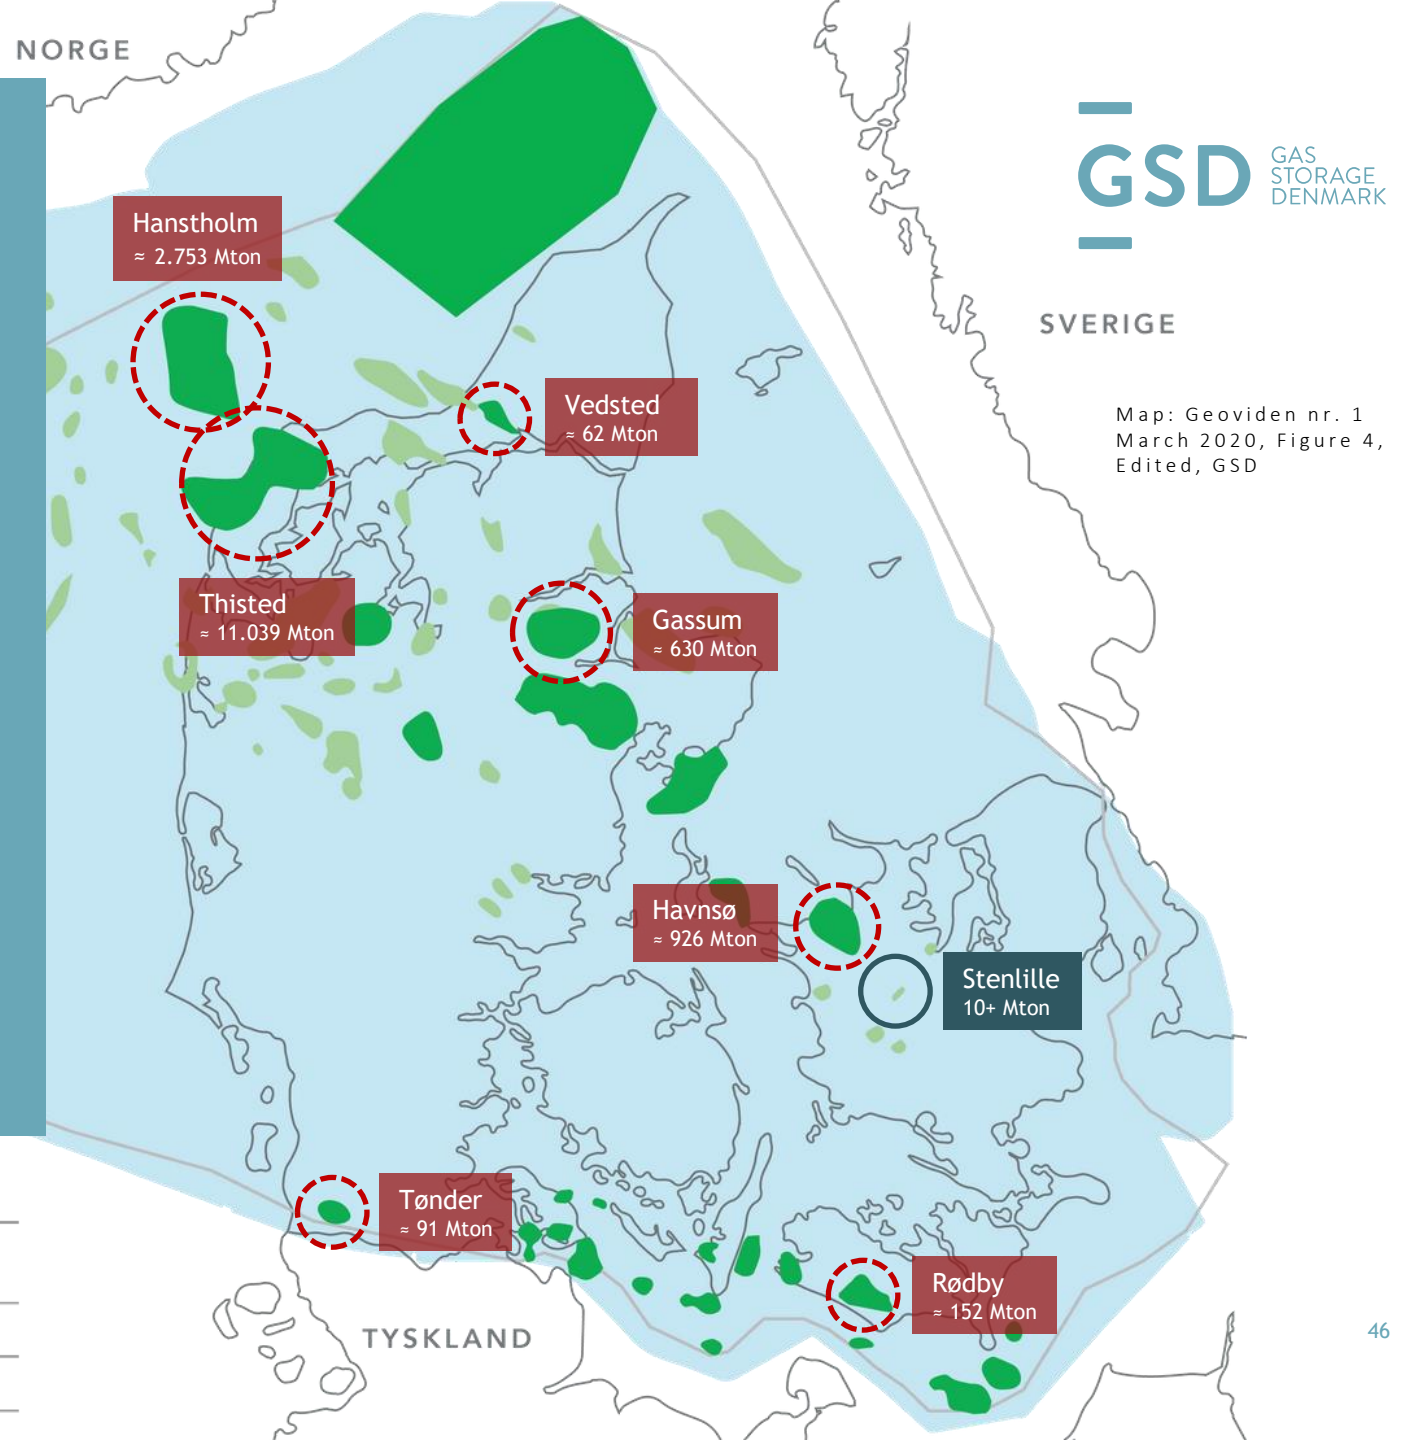 NORGE
GSD
GAS
STORAGE
DENMARK
Hanstholm
≈ 2.753 Mton
SVERIGE
Vedsted
≈ 62 Mton
Map: Geoviden nr. 1
March 2020, Figure 4,
Edited, GSD
Thisted
≈ 11.039 Mton
Gassum
≈ 630 Mton
Havnsø
≈ 926 Mton
Stenlille
10+ Mton
Tønder
≈ 91 Mton
Rødby
≈ 152 Mton
TYSKLAND
46